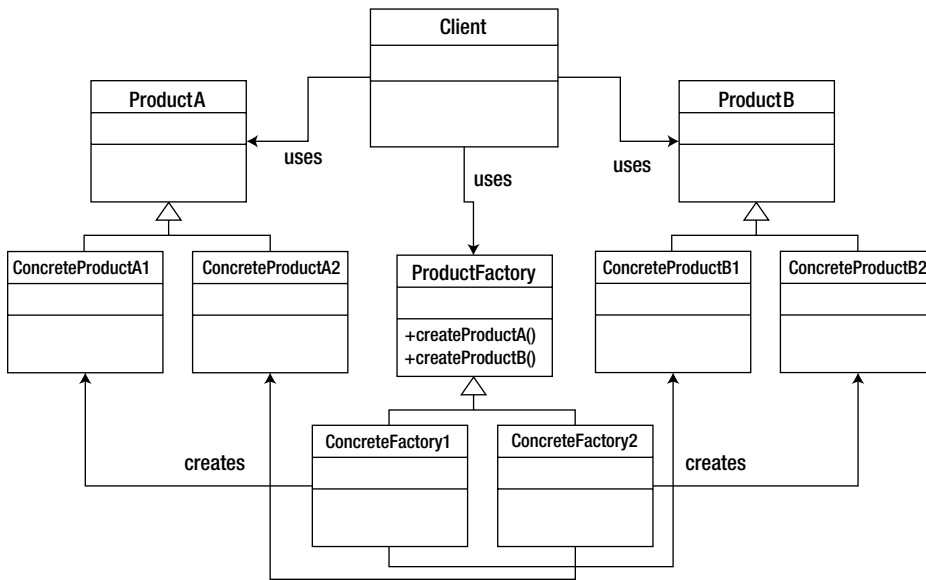 Client
ProductA
ProductB
uses
uses
uses
ConcreteProductA1
ConcreteProductA2
ProductFactory
ConcreteProductB1
ConcreteProductB2
+createProductA()
+createProductB()
ConcreteFactory1
ConcreteFactory2
creates
creates